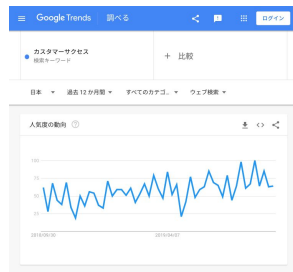 Google Trends 調べる
ログイン
カスタマーサクセス
検索キーワード
+ 比較
日本 過去 12 か月間 すべてのカテゴ... ウェブ検索
人気度の動向
100
75
50
25
2019/04/07